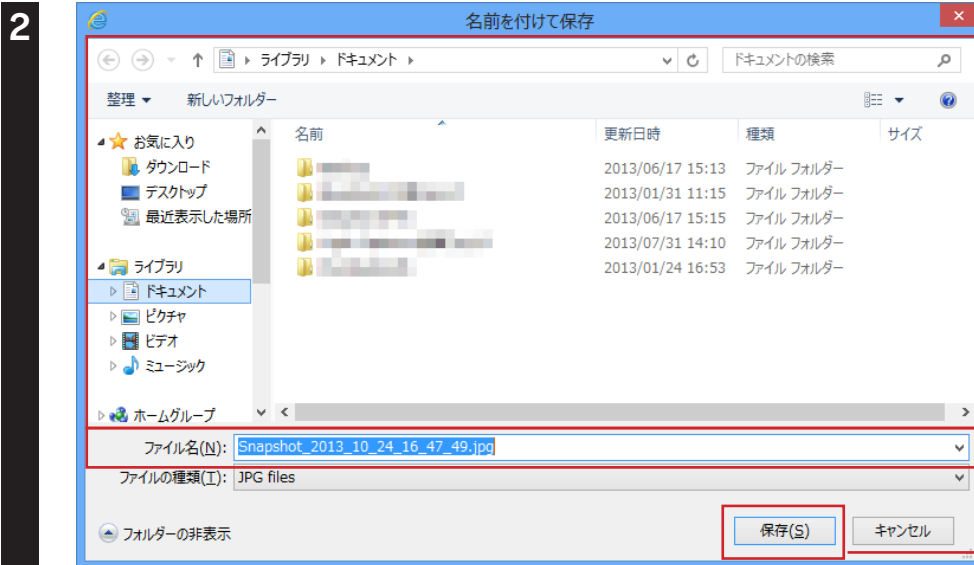 2
名前を付けて保存
ライブラリ ドキュメント
ドキュメントの検索
整理 新しいフォルダー
名前 更新日時 種類 サイズ
お気に入り
ダウンロード
デスクトップ
最近表示した場所
ライブラリ
ドキュメント
ピクチャ
ビデオ
ミュージック
ホームグループ
2013/06/17 15:13 ファイル フォルダー
2013/01/31 11:15 ファイル フォルダー
2013/06/17 15:15 ファイル フォルダー
2013/07/31 14:10 ファイル フォルダー
2013/01/24 16:53 ファイル フォルダー
ファイル名(N): Snapshot_2013_10_24_16_47_49.jpg
ファイルの種類(T): JPG files
フォルダーの非表示
保存(S) キャンセル